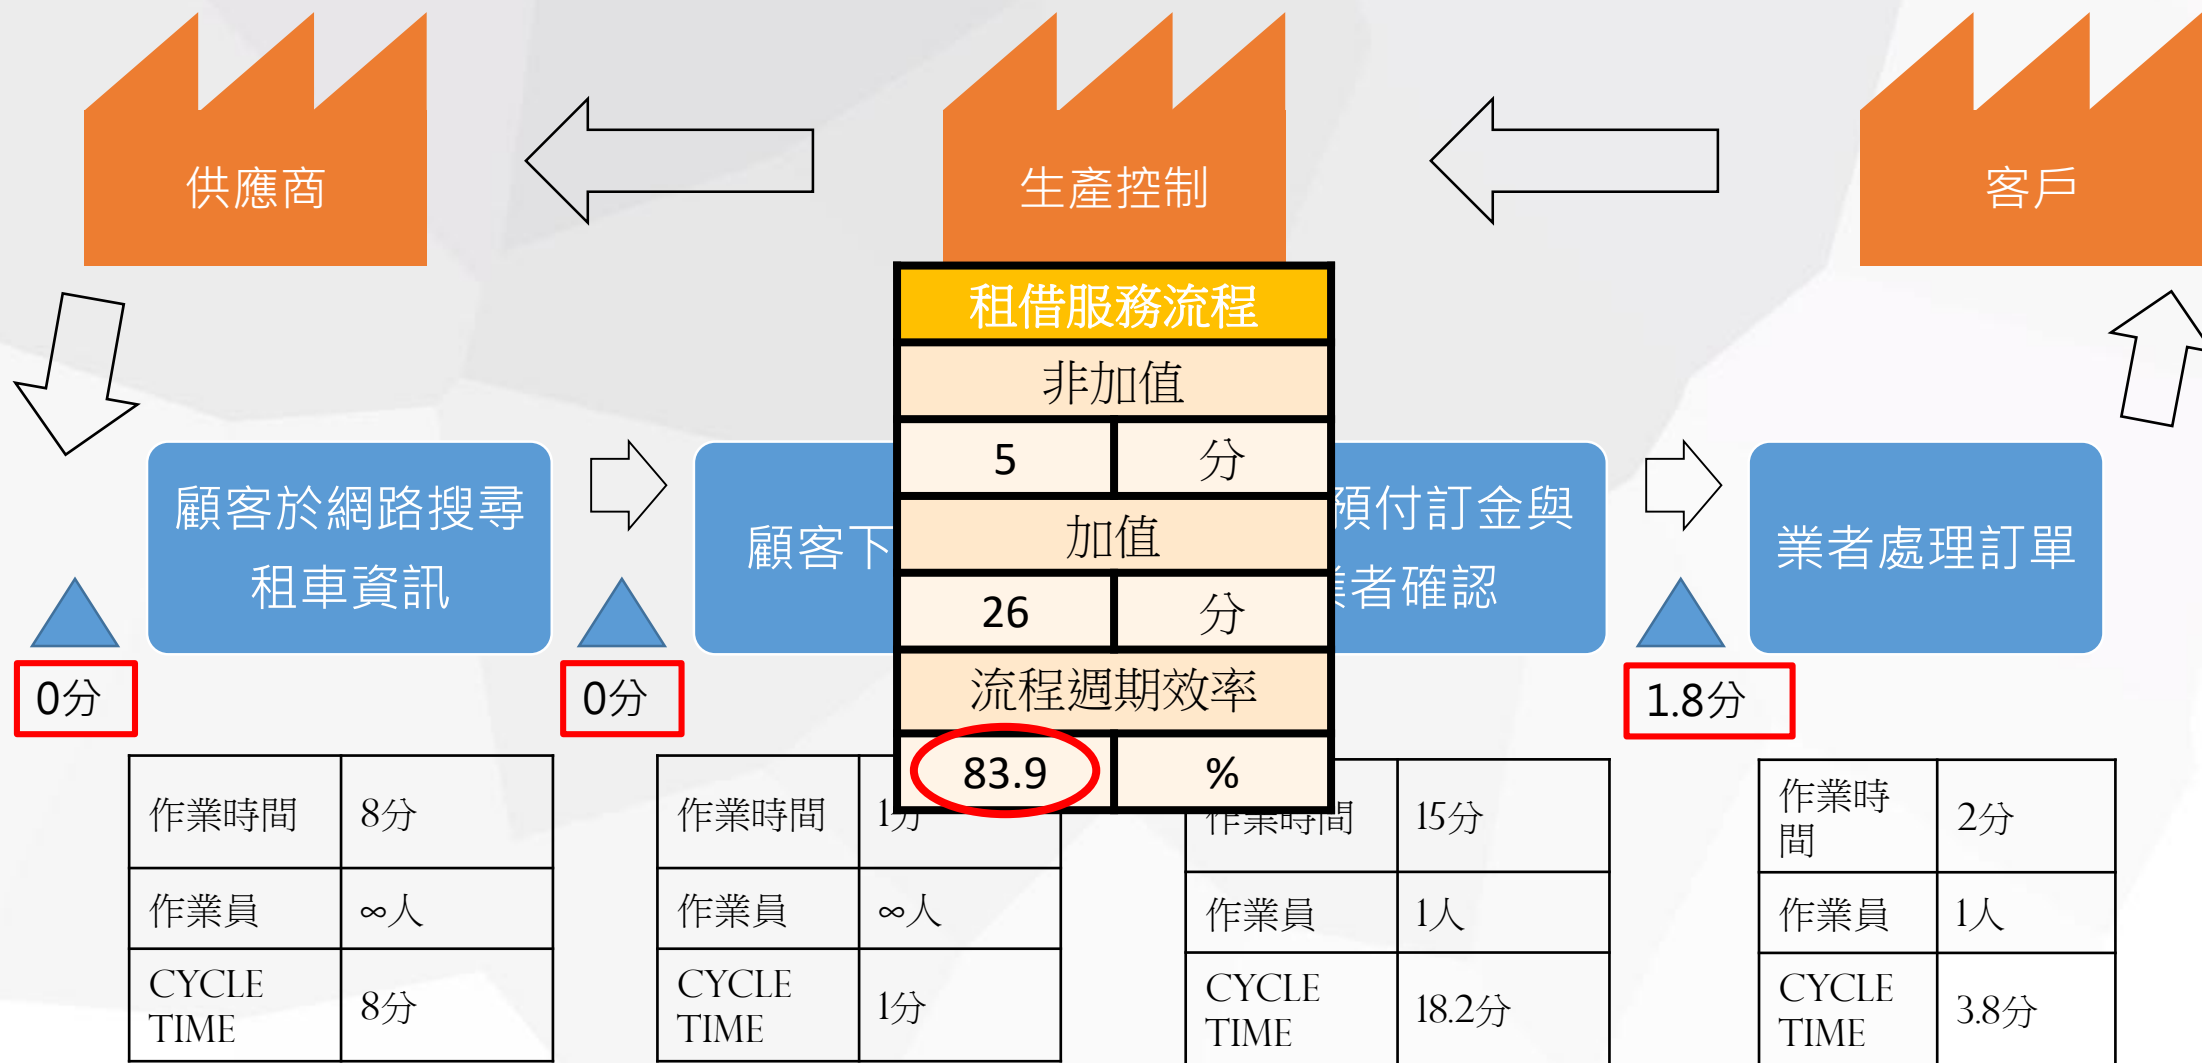 供應商
生產控制
客戶
租借服務流程
非加值
5 分
加值
26 分
流程週期效率
83.9 %
顧客於網路搜尋
租車資訊
顧客下
預付訂金與
者確認
業者處理訂單
0分
0分
1.8分
作業時間 8分
作業員 ∞人
CYCLE
TIME
8分
作業時間 1分
作業員 ∞人
CYCLE
TIME
1分
作業時間 15分
作業員 1人
CYCLE
TIME
18.2分
作業時
間
2分
作業員 1人
CYCLE
TIME
3.8分